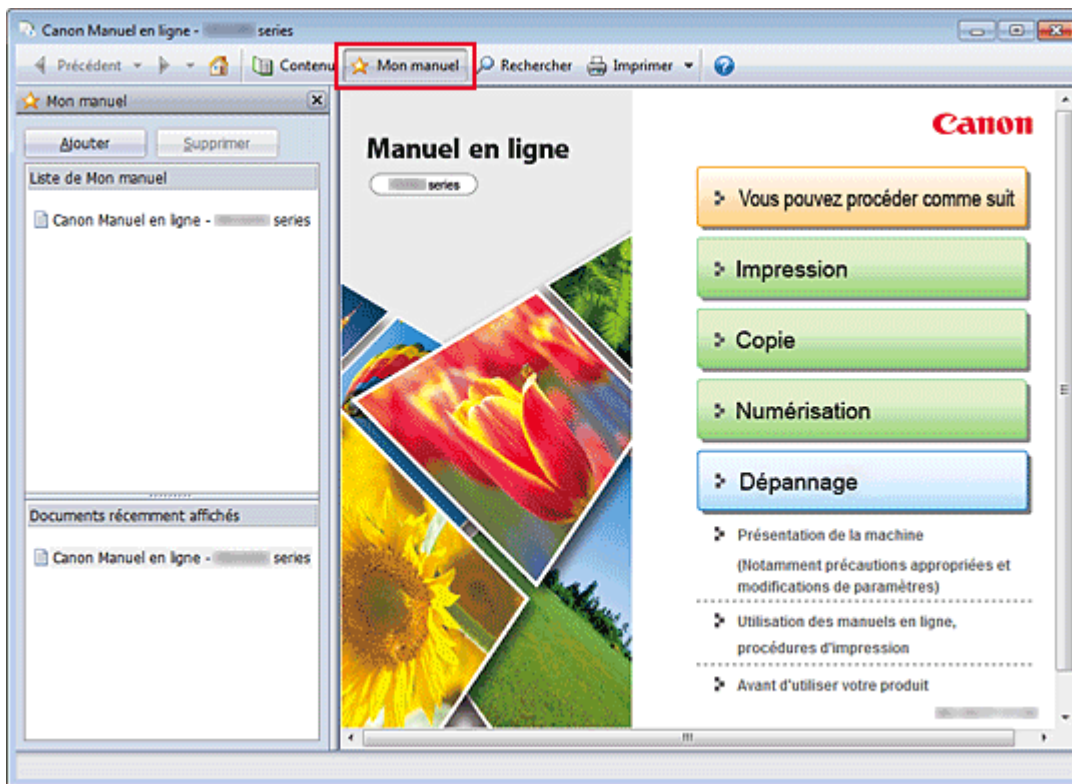 Canon Manuel en ligne - series
Précédent
Contenu
Mon manuel
Rechercher
Imprimer
Mon manuel
Ajouter
Supprimer
Liste de Mon manuel
Canon Manuel en ligne - series
Documents récemment affichés
Canon Manuel en ligne - series
Manuel en ligne
series
Canon
Vous pouvez procéder comme suit
Impression
Copie
Numérisation
Dépannage
Présentation de la machine
(Notamment précautions appropriées et
modifications de paramètres)
Utilisation des manuels en ligne,
procédures d'impression
Avant d'utiliser votre produit